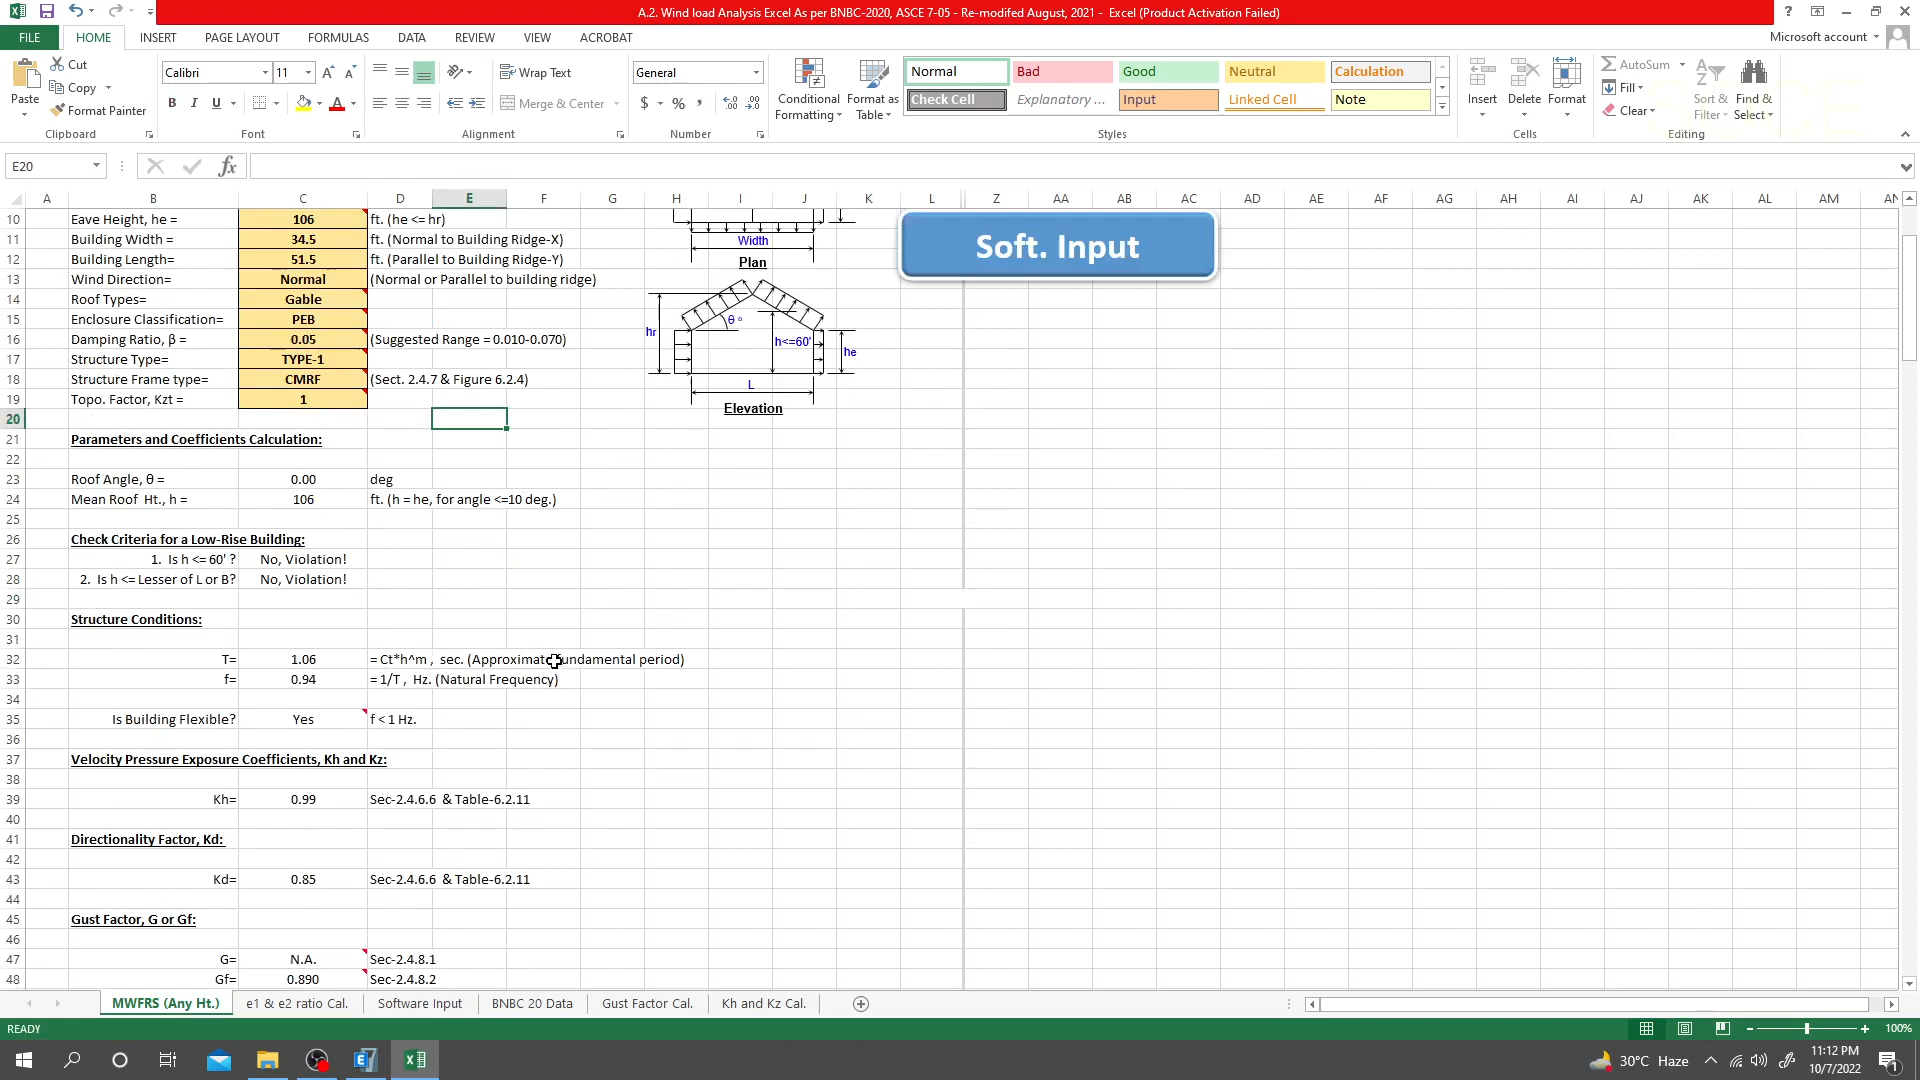 A.2. Wind load Analysis Excel As per BNBC-2020, ASCE 7-05 - Re-modifed August, 2021 - Excel (Product Activation Failed)
FILE HOME INSERT PAGE LAYOUT FORMULAS DATA REVIEW VIEW ACROBAT Microsoft account
Paste Cut Copy Format Painter
Calibri 11
B I U
Wrap Text
Merge & Center
General
$ %
Conditional Formatting
Format as Table
Normal Bad Good Neutral Calculation
Check Cell Explanatory ... Input Linked Cell Note
Insert Delete Format
AutoSum
Fill
Clear
Sort & Filter
Find & Select
Clipboard Font Alignment Number Styles Cells Editing
E20 fx
A B C D E F G H I J K L Z AA AB AC AD AE AF AG AH AI AJ AK AL AM AN
10 Eave Height, he = 106 ft. (he <= hr)
11 Building Width = 34.5 ft. (Normal to Building Ridge-X)
12 Building Length= 51.5 ft. (Parallel to Building Ridge-Y)
13 Wind Direction= Normal (Normal or Parallel to building ridge)
14 Roof Types= Gable
15 Enclosure Classification= PEB
16 Damping Ratio, β = 0.05 (Suggested Range = 0.010-0.070)
17 Structure Type= TYPE-1
18 Structure Frame type= CMRF (Sect. 2.4.7 & Figure 6.2.4)
19 Topo. Factor, Kzt = 1
Width
Plan
hr
θ °
h<=60'
he
L
Elevation
Soft. Input
20
21 Parameters and Coefficients Calculation:
22
23 Roof Angle, θ = 0.00 deg
24 Mean Roof Ht., h = 106 ft. (h = he, for angle <=10 deg.)
25
26 Check Criteria for a Low-Rise Building:
27 1. Is h <= 60' ? No, Violation!
28 2. Is h <= Lesser of L or B? No, Violation!
29
30 Structure Conditions:
31
32 T= 1.06 = Ct*h^m , sec. (Approximat fundamental period)
33 f= 0.94 = 1/T , Hz. (Natural Frequency)
34
35 Is Building Flexible? Yes f < 1 Hz.
36
37 Velocity Pressure Exposure Coefficients, Kh and Kz:
38
39 Kh= 0.99 Sec-2.4.6.6 & Table-6.2.11
40
41 Directionality Factor, Kd:
42
43 Kd= 0.85 Sec-2.4.6.6 & Table-6.2.11
44
45 Gust Factor, G or Gf:
46
47 G= N.A. Sec-2.4.8.1
48 Gf= 0.890 Sec-2.4.8.2
MWFRS (Any Ht.) e1 & e2 ratio Cal. Software Input BNBC 20 Data Gust Factor Cal. Kh and Kz Cal.
READY 100%
30°C Haze
11:12 PM
10/7/2022
1